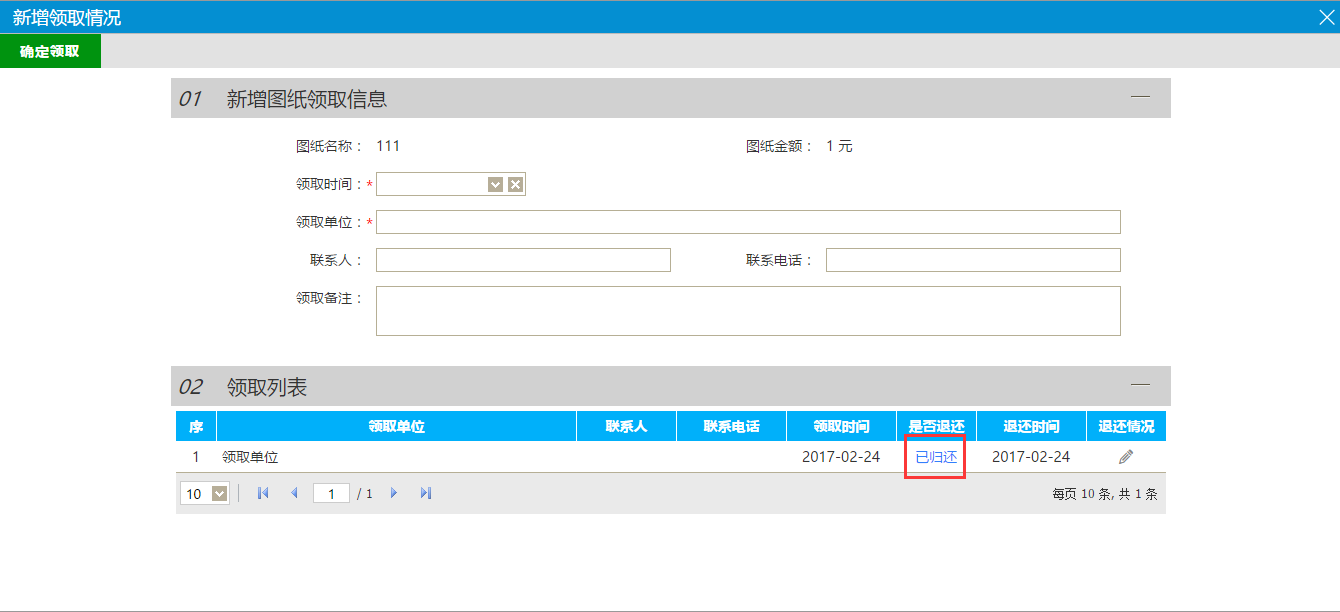 新增领取情况
确定领取
01 新增图纸领取信息
图纸名称： 111 图纸金额： 1 元
领取时间：*
领取单位：*
联系人： 联系电话：
领取备注：
02 领取列表
序 领取单位 联系人 联系电话 领取时间 是否退还 退还时间 退还情况
1 领取单位 2017-02-24 已归还 2017-02-24
10 1 / 1 每页 10 条, 共 1 条